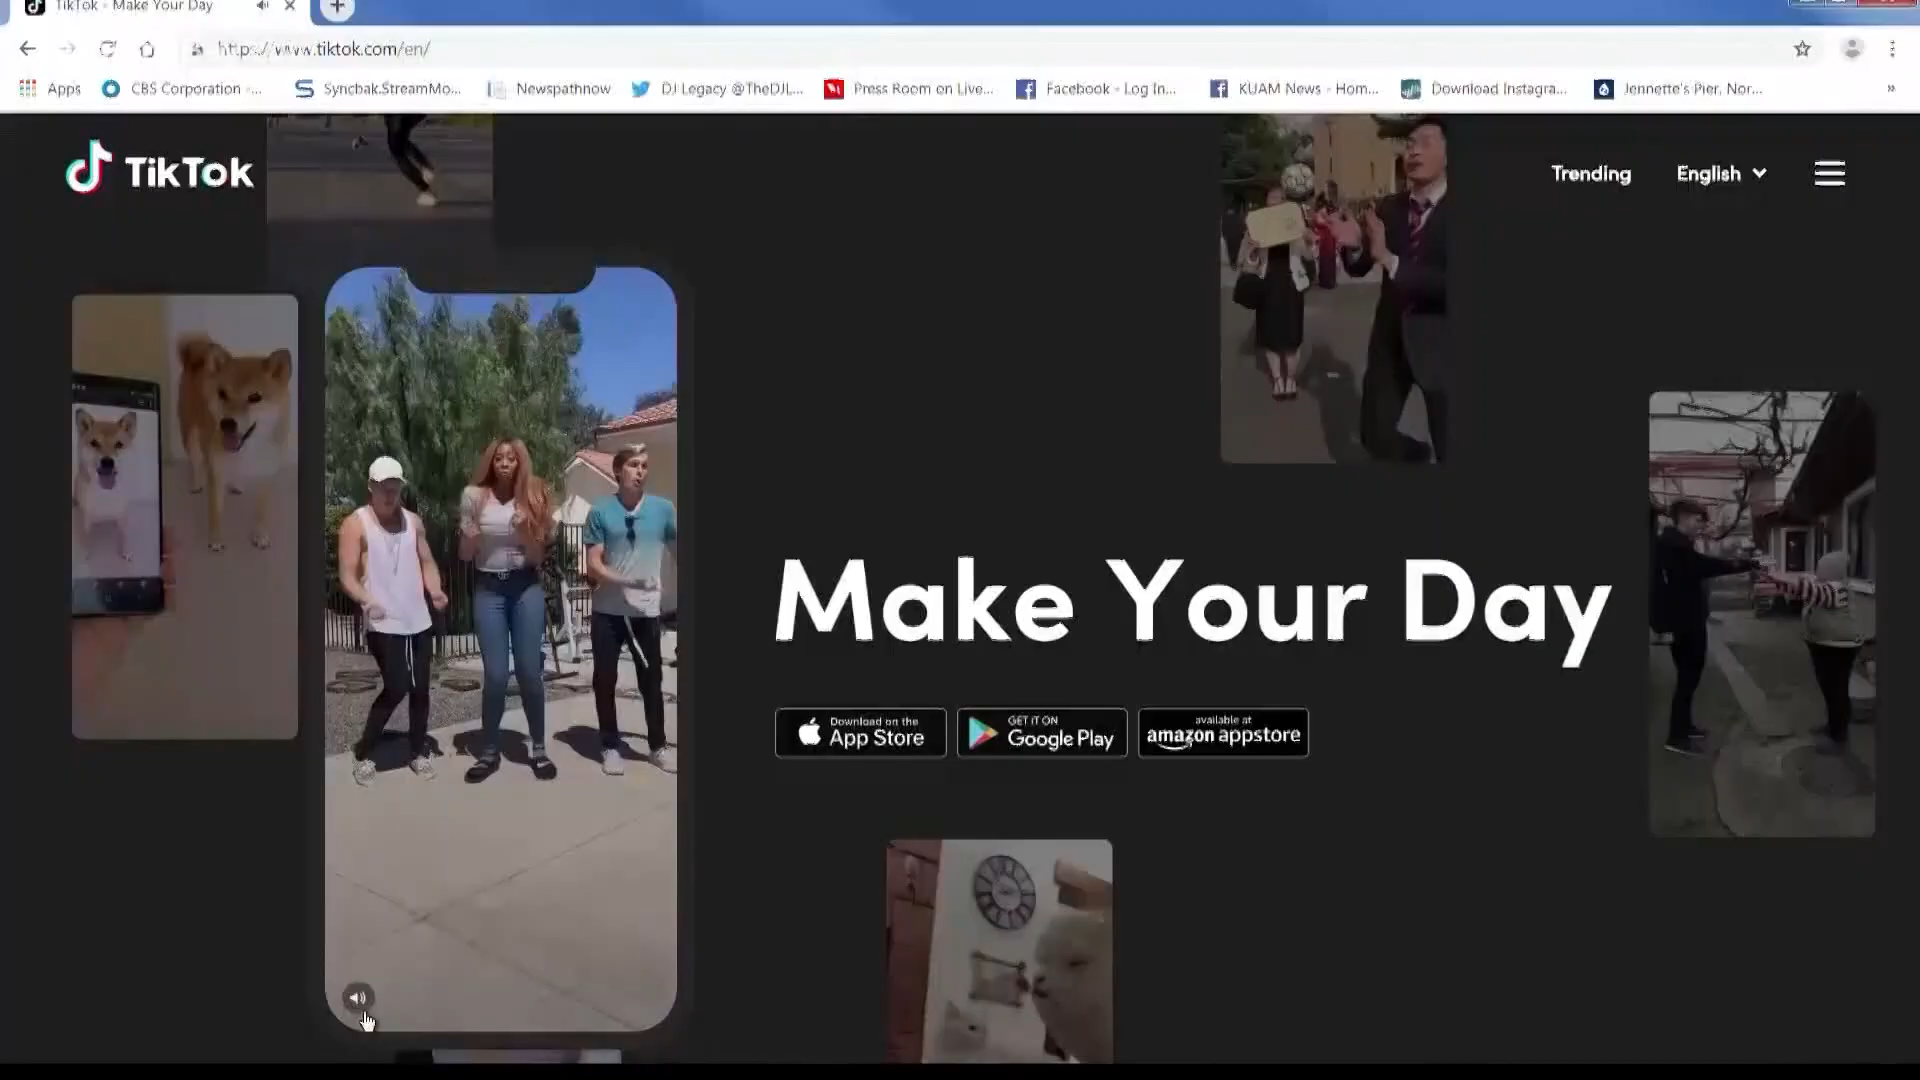 TikTok - Make Your Day
https://www.tiktok.com/en/
Apps
CBS Corporation -...
Syncbak.StreamMo...
Newspathnow
DJ Legacy @TheDJL...
Press Room on Live...
Facebook - Log In...
KUAM News - Hom...
Download Instagra...
Jennette's Pier, Nor...
»
TikTok
Trending
English
Make Your Day
Download on the
App Store
GET IT ON
Google Play
available at
amazon appstore